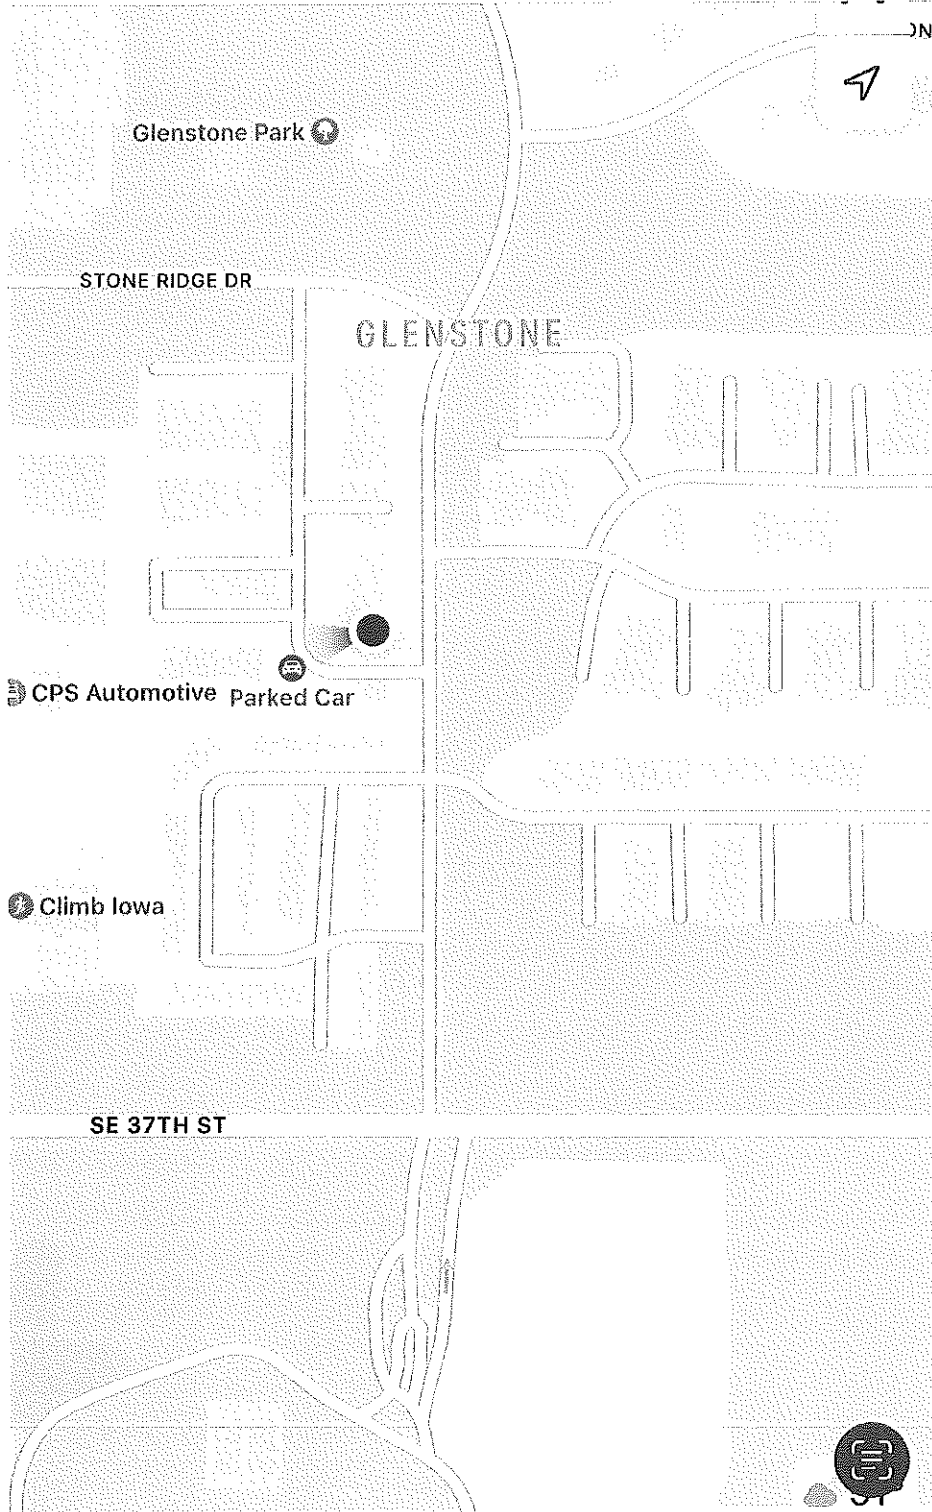 Glenstone Park
STONE RIDGE DR
GLENSTONE
CPS Automotive
Parked Car
Climb Iowa
SE 37TH ST